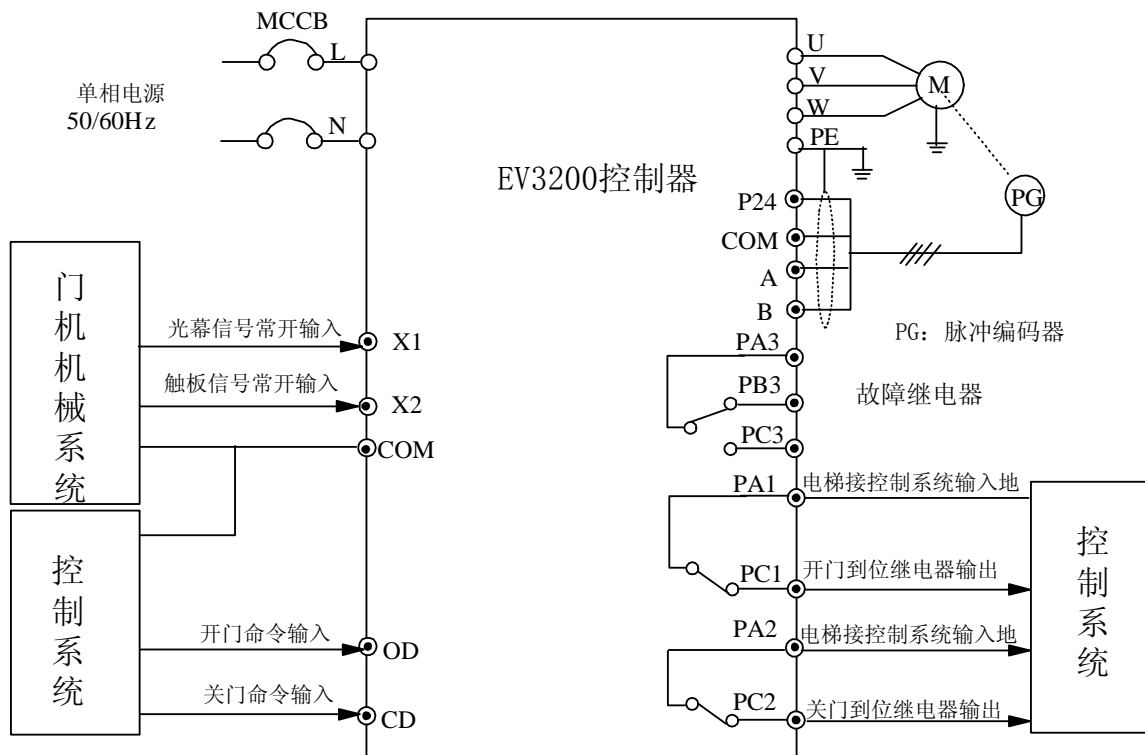 MCCB
L
单相电源
50/60Hz
N
EV3200控制器
U
V
W
PE
M
PG
P24
COM
A
B
PG：脉冲编码器
门机机械系统
光幕信号常开输入
X1
触板信号常开输入
X2
COM
控制系统
开门命令输入
OD
关门命令输入
CD
PA3
PB3
故障继电器
PC3
PA1
电梯接控制系统输入地
PC1
开门到位继电器输出
PA2
电梯接控制系统输入地
PC2
关门到位继电器输出
控制系统